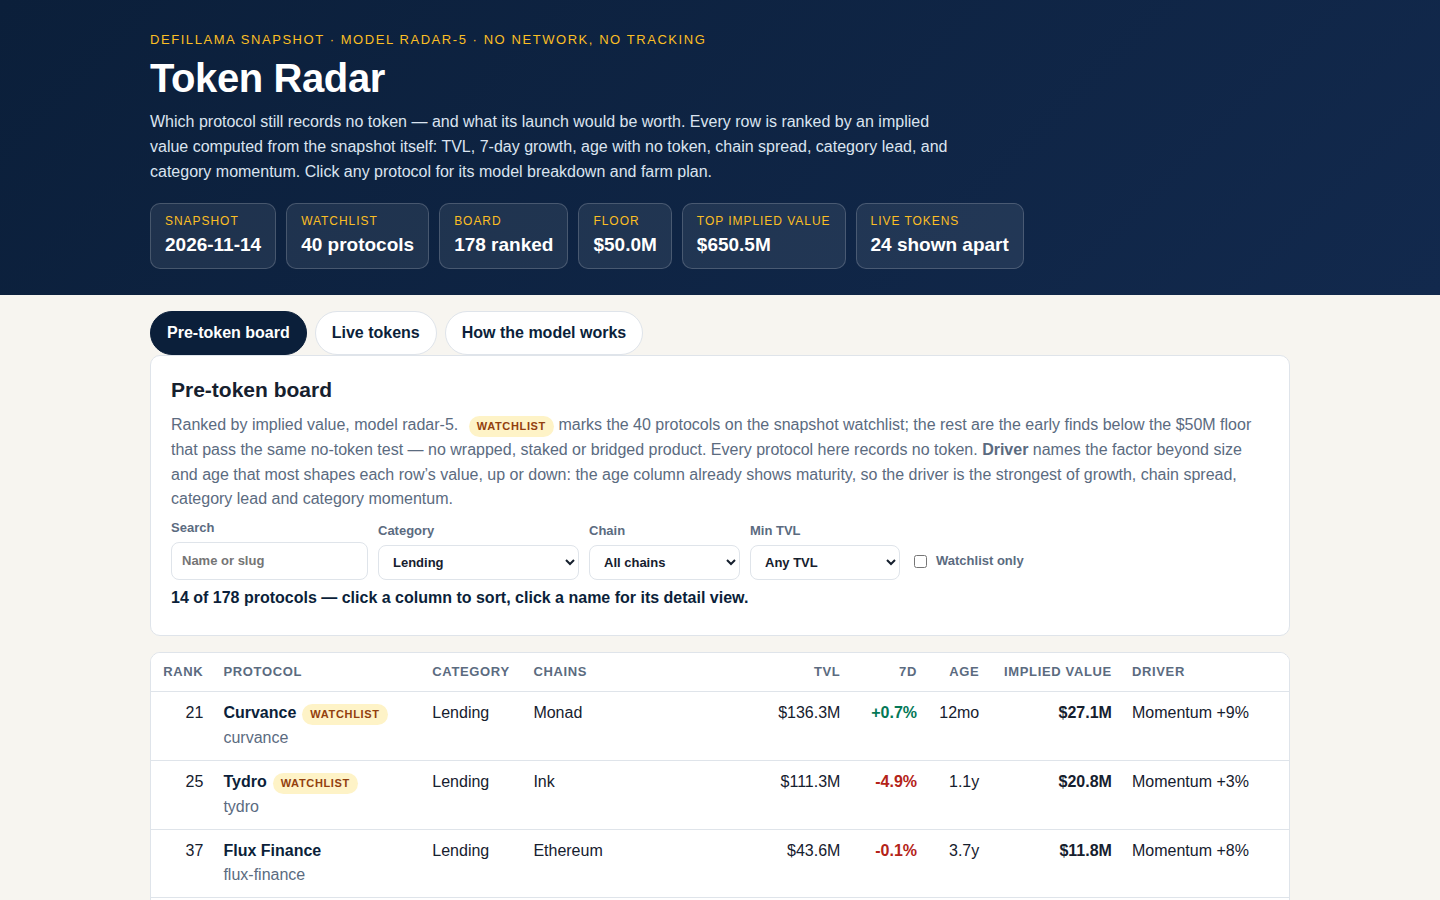 DEFILLAMA SNAPSHOT · MODEL RADAR-5 · NO NETWORK, NO TRACKING
Token Radar
Which protocol still records no token — and what its launch would be worth. Every row is ranked by an implied
value computed from the snapshot itself: TVL, 7-day growth, age with no token, chain spread, category lead, and
category momentum. Click any protocol for its model breakdown and farm plan.
SNAPSHOT
2026-11-14
WATCHLIST
40 protocols
BOARD
178 ranked
FLOOR
$50.0M
TOP IMPLIED VALUE
$650.5M
LIVE TOKENS
24 shown apart
Pre-token board
Live tokens
How the model works
Pre-token board
Ranked by implied value, model radar-5. WATCHLIST marks the 40 protocols on the snapshot watchlist; the rest are the early finds below the $50M floor
that pass the same no-token test — no wrapped, staked or bridged product. Every protocol here records no token. Driver names the factor beyond size
and age that most shapes each row’s value, up or down: the age column already shows maturity, so the driver is the strongest of growth, chain spread,
category lead and category momentum.
Search
Name or slug
Category
Lending
Chain
All chains
Min TVL
Any TVL
Watchlist only
14 of 178 protocols — click a column to sort, click a name for its detail view.
RANK PROTOCOL CATEGORY CHAINS TVL 7D AGE IMPLIED VALUE DRIVER
21 Curvance WATCHLIST Lending Monad $136.3M +0.7% 12mo $27.1M Momentum +9%
curvance
25 Tydro WATCHLIST Lending Ink $111.3M -4.9% 1.1y $20.8M Momentum +3%
tydro
37 Flux Finance Lending Ethereum $43.6M -0.1% 3.7y $11.8M Momentum +8%
flux-finance